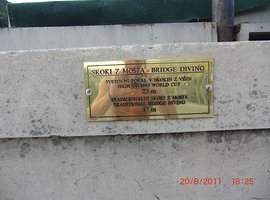 SKOKI Z MOSTA - BRIDGE DIVING
SVETOVNI POKAL V SKOKIH Z VIŠIN
HIGH DIVING WORLD CUP
23 m
TRADICIONALNI SKOKI Z MOSTA
TRADITIONAL BRIDGE DIVING
17 m
20/8/2011 18:25